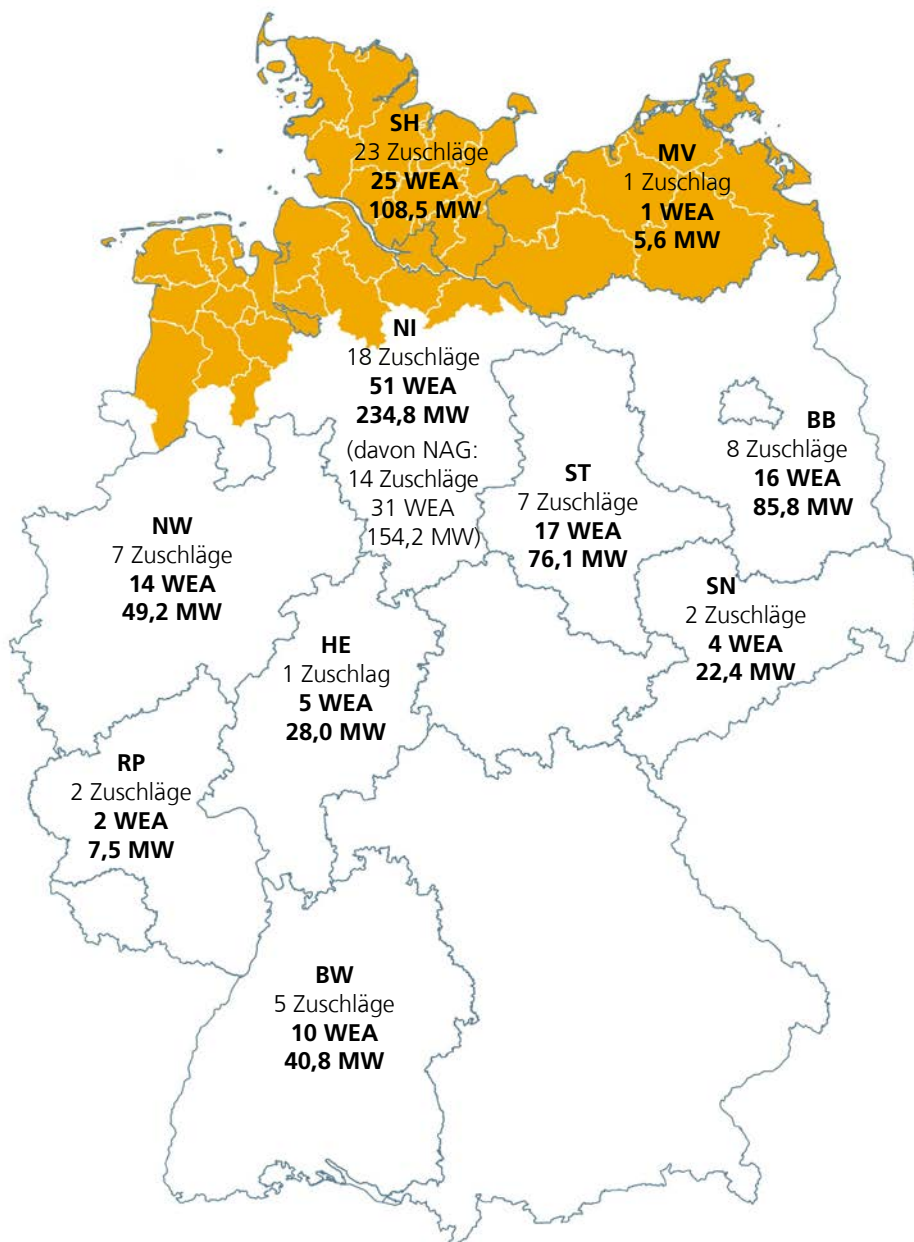 SH
23 Zuschläge
25 WEA
108,5 MW
MV
1 Zuschlag
1 WEA
5,6 MW
NI
18 Zuschläge
51 WEA
234,8 MW
(davon NAG:
14 Zuschläge
31 WEA
154,2 MW)
BB
8 Zuschläge
16 WEA
85,8 MW
ST
7 Zuschläge
17 WEA
76,1 MW
NW
7 Zuschläge
14 WEA
49,2 MW
SN
2 Zuschläge
4 WEA
22,4 MW
HE
1 Zuschlag
5 WEA
28,0 MW
RP
2 Zuschläge
2 WEA
7,5 MW
BW
5 Zuschläge
10 WEA
40,8 MW